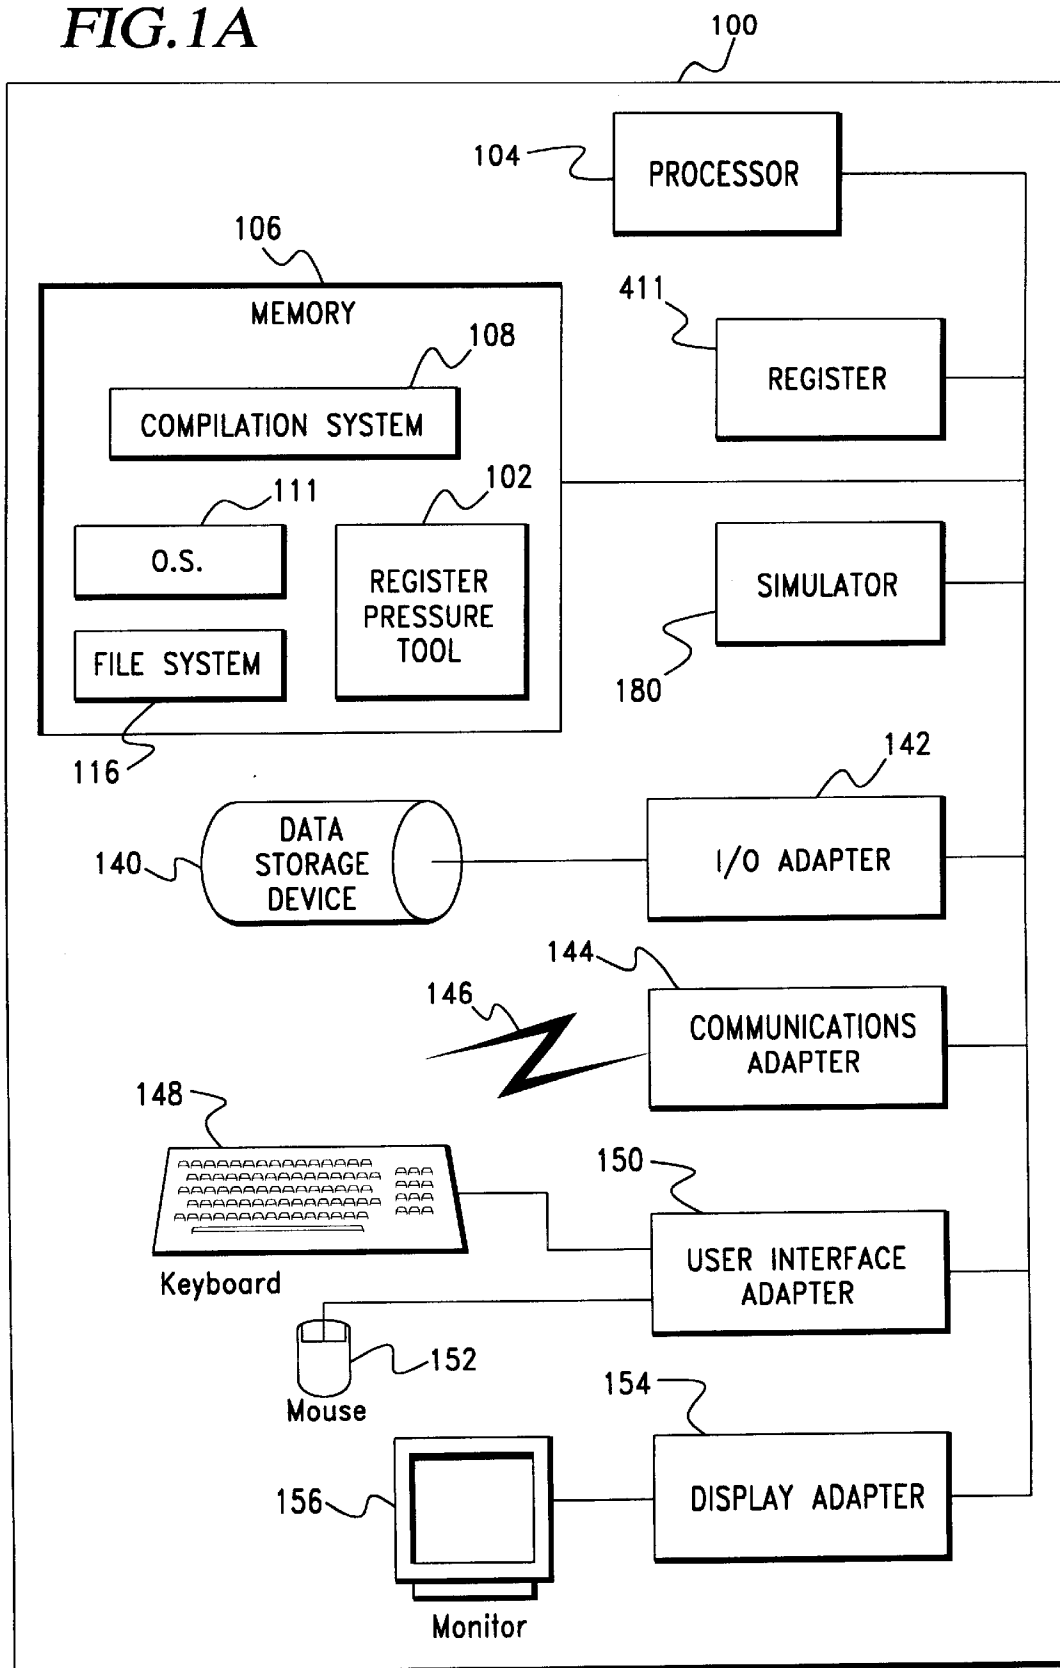 FIG.1A
100
104
PROCESSOR
106
MEMORY
411
REGISTER
108
COMPILATION SYSTEM
111
O.S.
102
REGISTER
PRESSURE
TOOL
SIMULATOR
180
FILE SYSTEM
116
142
140
DATA
STORAGE
DEVICE
I/O ADAPTER
144
146
COMMUNICATIONS
ADAPTER
148
150
Keyboard
USER INTERFACE
ADAPTER
152
Mouse
154
156
DISPLAY ADAPTER
Monitor